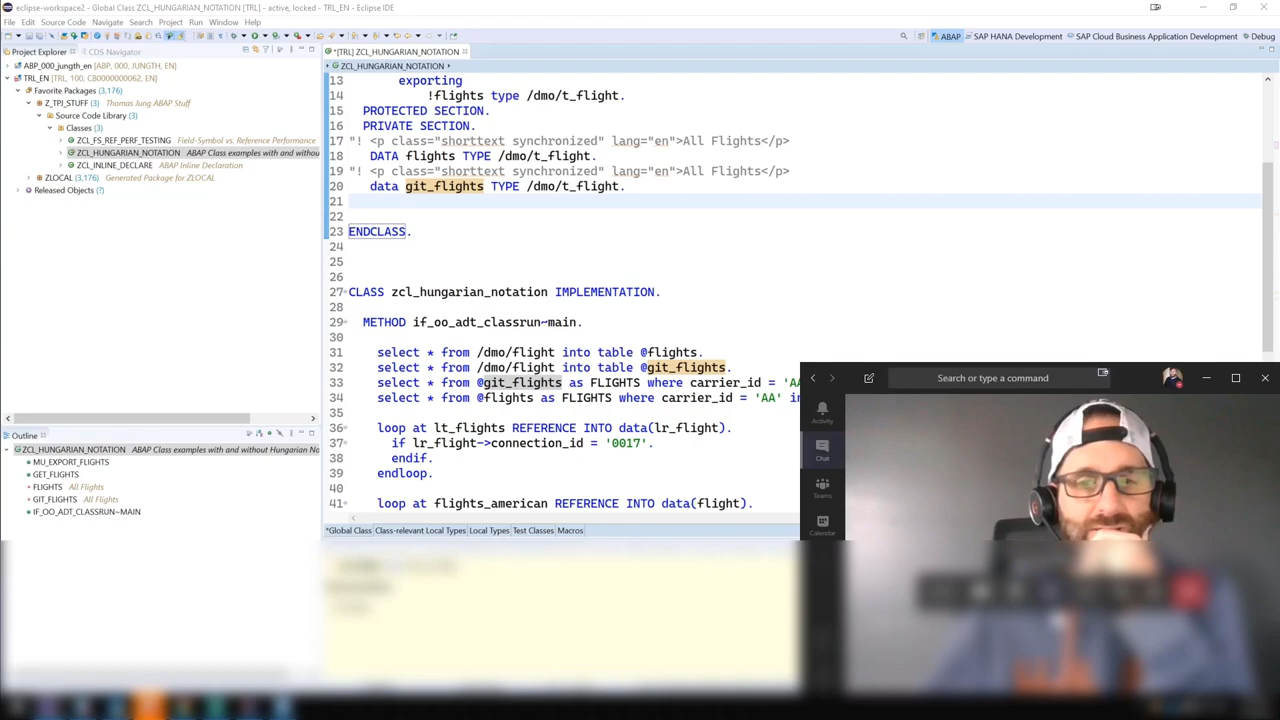 eclipse-workspace2 - Global Class ZCL_HUNGARIAN_NOTATION [TRL] - active, locked - TRL_EN - Eclipse IDE
File Edit Source Code Navigate Search Project Run Window Help
ABAP SAP HANA Development SAP Cloud Business Application Development Debug
Project Explorer CDS Navigator
ABP_000_jungth_en [ABP, 000, JUNGTH, EN]
TRL_EN [TRL, 100, CB0000000062, EN]
Favorite Packages (3,176)
Z_TPJ_STUFF (3) Thomas Jung ABAP Stuff
Source Code Library (3)
Classes (3)
ZCL_FS_REF_PERF_TESTING Field-Symbol vs. Reference Performance
ZCL_HUNGARIAN_NOTATION ABAP Class examples with and withou
ZCL_INLINE_DECLARE ABAP Inline Declaration
ZLOCAL (3,176) Generated Package for ZLOCAL
Released Objects (?)
*[TRL] ZCL_HUNGARIAN_NOTATION
ZCL_HUNGARIAN_NOTATION
13 exporting
14 !flights type /dmo/t_flight.
15 PROTECTED SECTION.
16 PRIVATE SECTION.
17 "! <p class="shorttext synchronized" lang="en">All Flights</p>
18 DATA flights TYPE /dmo/t_flight.
19 "! <p class="shorttext synchronized" lang="en">All Flights</p>
20 data git_flights TYPE /dmo/t_flight.
21
22
23 ENDCLASS.
24
25
26
27 CLASS zcl_hungarian_notation IMPLEMENTATION.
28
29 METHOD if_oo_adt_classrun~main.
30
31 select * from /dmo/flight into table @flights.
32 select * from /dmo/flight into table @git_flights.
33 select * from @git_flights as FLIGHTS where carrier_id = 'AA
34 select * from @flights as FLIGHTS where carrier_id = 'AA' in
35
36 loop at lt_flights REFERENCE INTO data(lr_flight).
37 if lr_flight->connection_id = '0017'.
38 endif.
39 endloop.
40
41 loop at flights_american REFERENCE INTO data(flight).
*Global Class Class-relevant Local Types Local Types Test Classes Macros
Outline
ZCL_HUNGARIAN_NOTATION ABAP Class examples with and without Hungarian No
MU_EXPORT_FLIGHTS
GET_FLIGHTS
FLIGHTS All Flights
GIT_FLIGHTS All Flights
IF_OO_ADT_CLASSRUN~MAIN
Search or type a command
Activity
Chat
Teams
Calendar